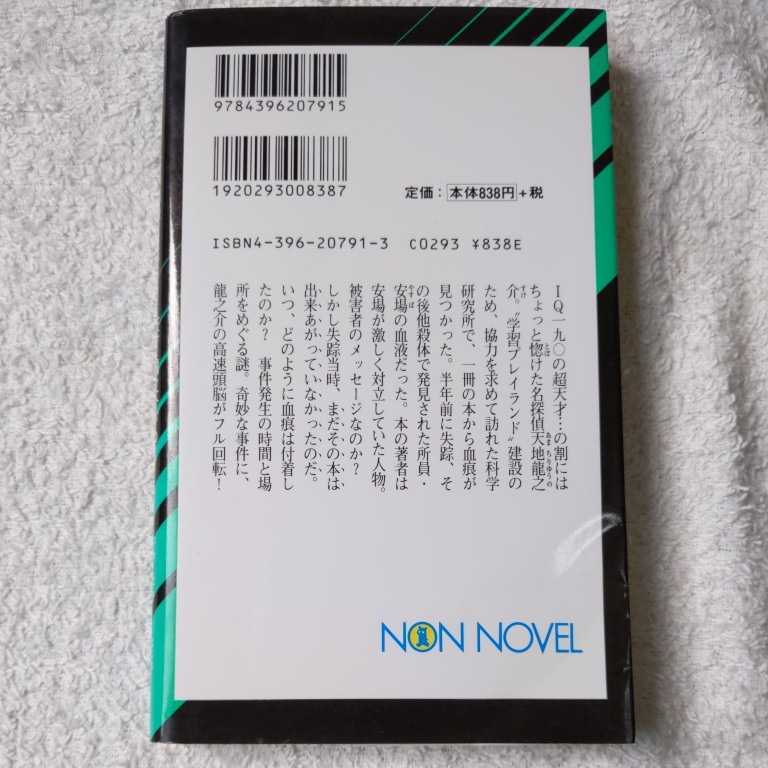 9784396207915
1920293008387
定価：本体838円+税
ISBN4-396-20791-3 C0293 ¥838E
ＩＱ一九〇の超天才…の割には
ちょっと惚けた名探偵天地龍之
介。〝学習プレイランド〟建設の
ため、協力を求めて訪れた科学
研究所で、一冊の本から血痕が
見つかった。半年前に失踪、そ
の後他殺体で発見された所員・
安場の血液だった。本の著者は
安場が激しく対立していた人物。
被害者のメッセージなのか？
しかし失踪当時、まだその本は
出来あがっていなかったのだ。
いつ、どのように血痕は付着し
たのか？　事件発生の時間と場
所をめぐる謎。奇妙な事件に、
龍之介の高速頭脳がフル回転！
NON NOVEL